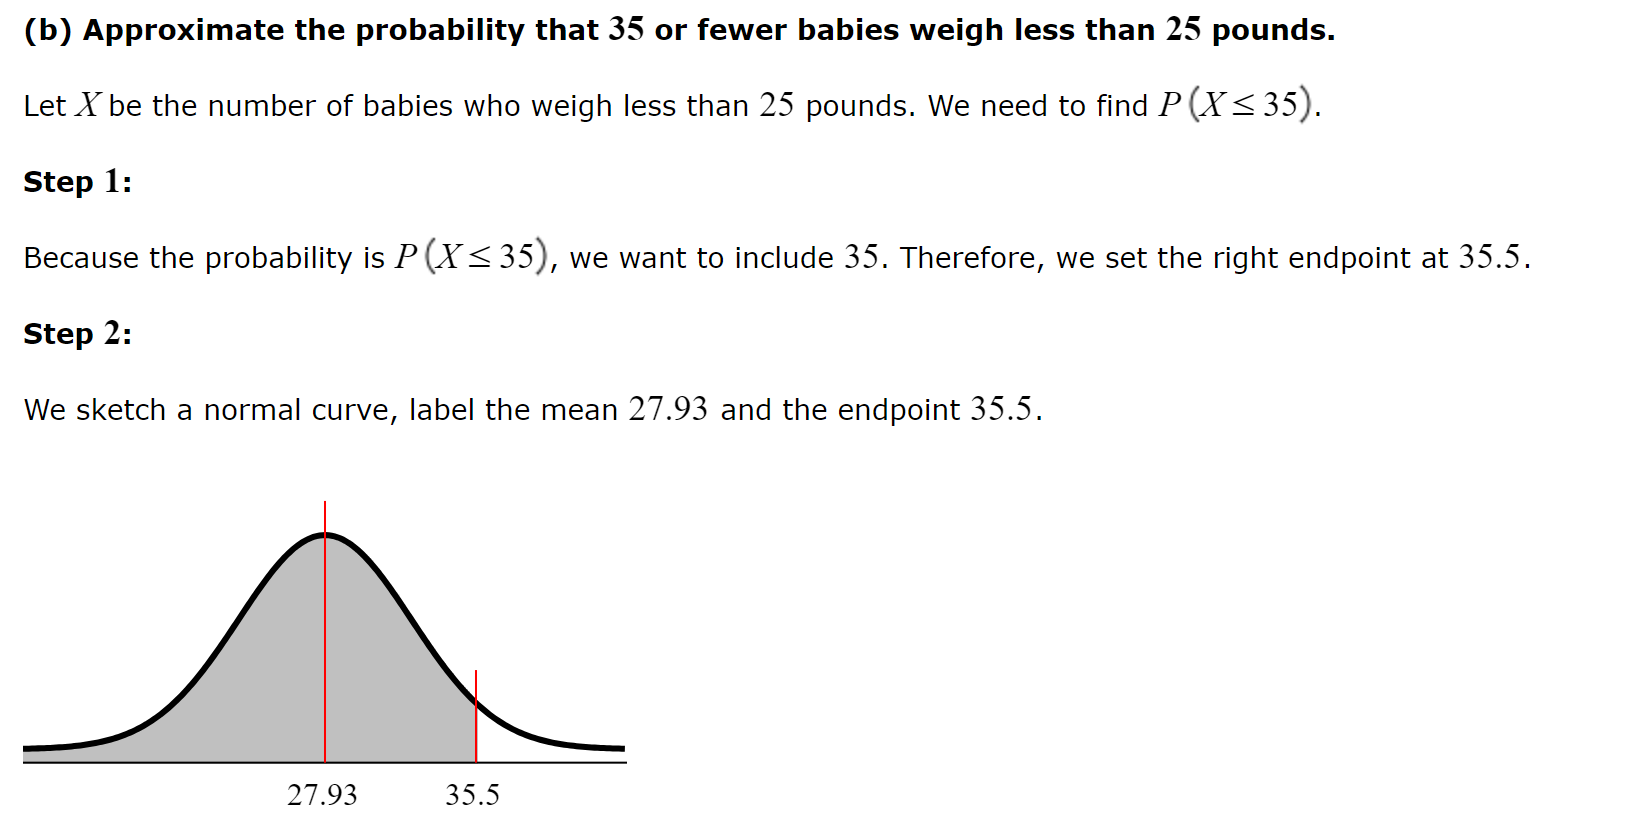 (b) Approximate the probability that 35 or fewer babies weigh less than 25 pounds.
Let X be the number of babies who weigh less than 25 pounds. We need to find P(X≤35).
Step 1:
Because the probability is P(X≤35), we want to include 35. Therefore, we set the right endpoint at 35.5.
Step 2:
We sketch a normal curve, label the mean 27.93 and the endpoint 35.5.
27.93 35.5